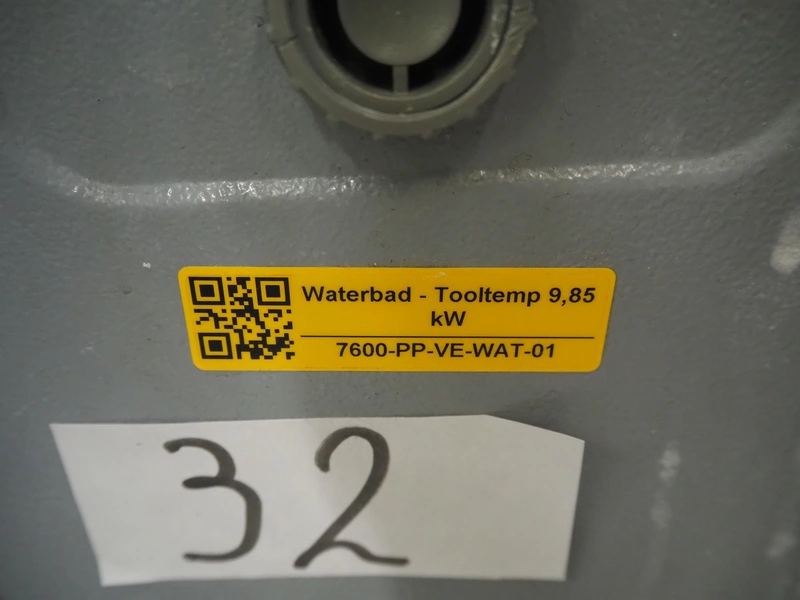 Waterbad - Tooltemp 9,85
kW
7600-PP-VE-WAT-01
32